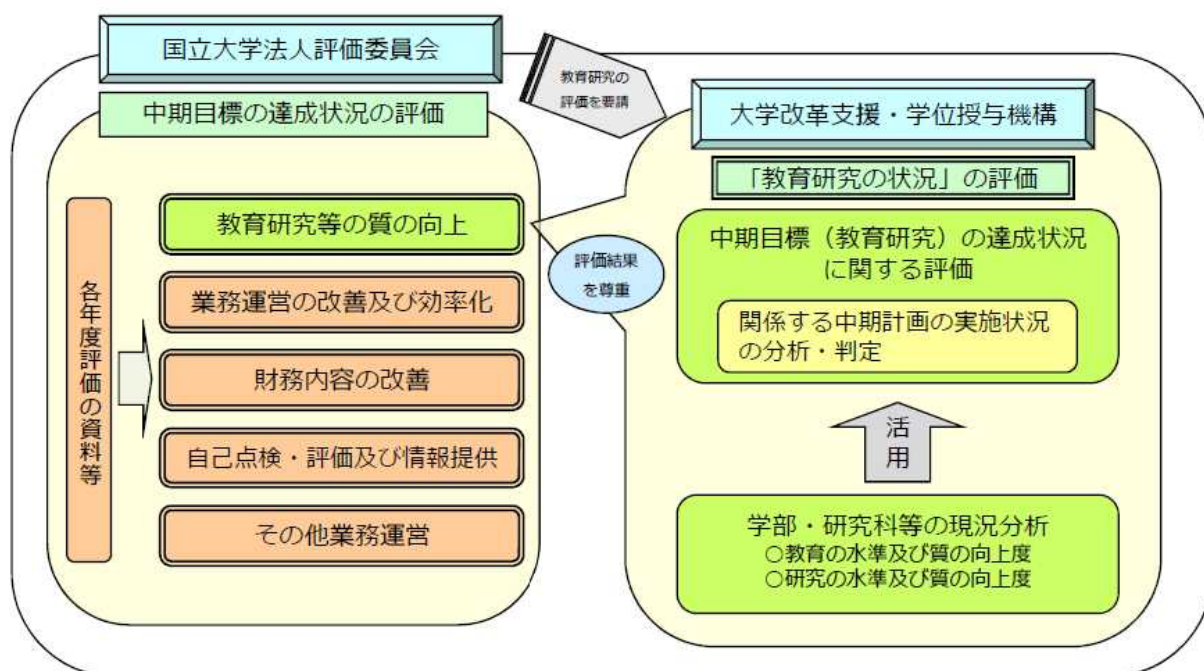 国立大学法人評価委員会
中期目標の達成状況の評価
各年度評価の資料等
教育研究等の質の向上
業務運営の改善及び効率化
財務内容の改善
自己点検・評価及び情報提供
その他業務運営
教育研究の
評価を要請
評価結果
を尊重
大学改革支援・学位授与機構
「教育研究の状況」の評価
中期目標（教育研究）の達成状況
に関する評価
関係する中期計画の実施状況
の分析・判定
活
用
学部・研究科等の現況分析
○教育の水準及び質の向上度
○研究の水準及び質の向上度